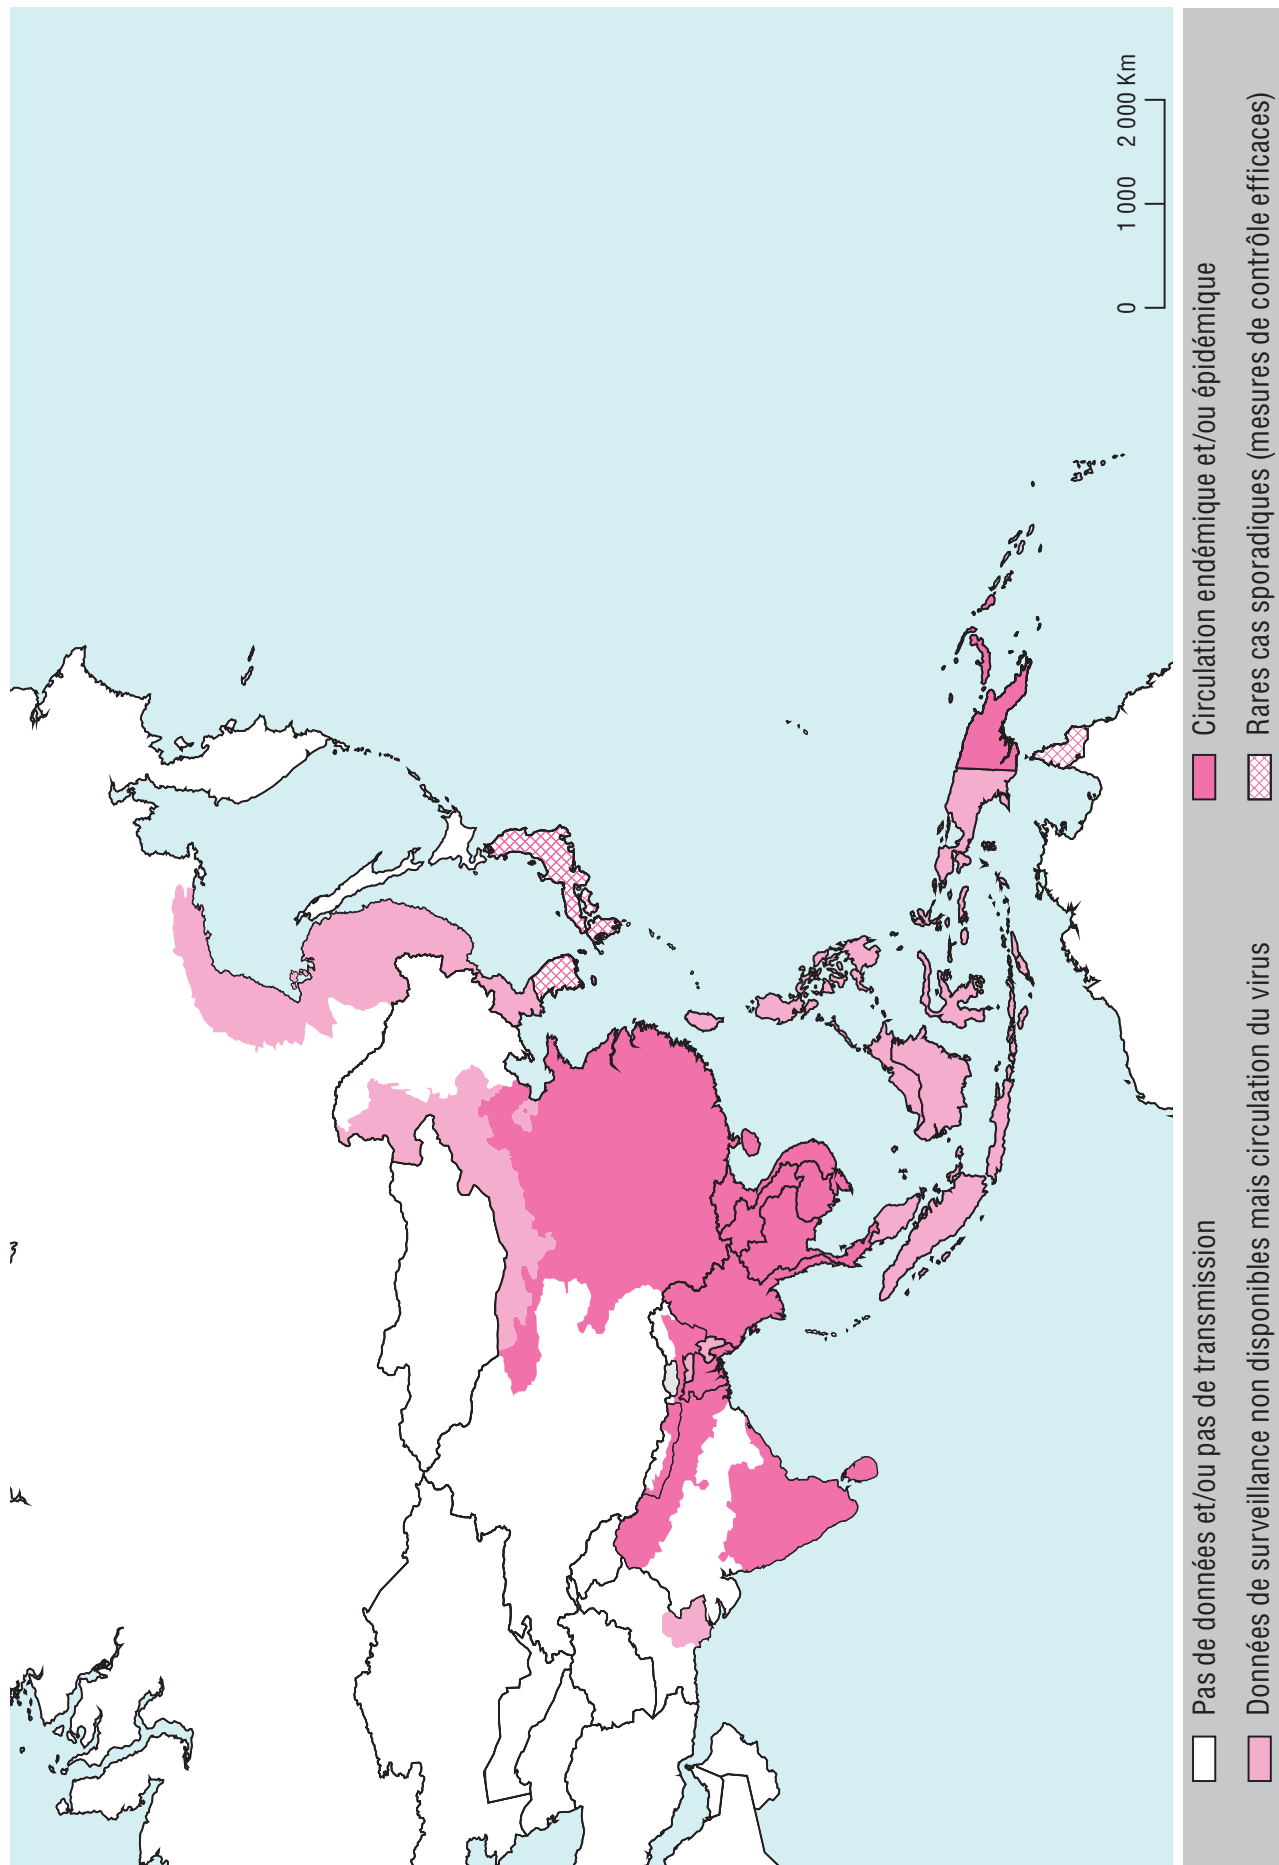 0 1 000 2 000 Km
Pas de données et/ou pas de transmission
Circulation endémique et/ou épidémique
Données de surveillance non disponibles mais circulation du virus
Rares cas sporadiques (mesures de contrôle efficaces)